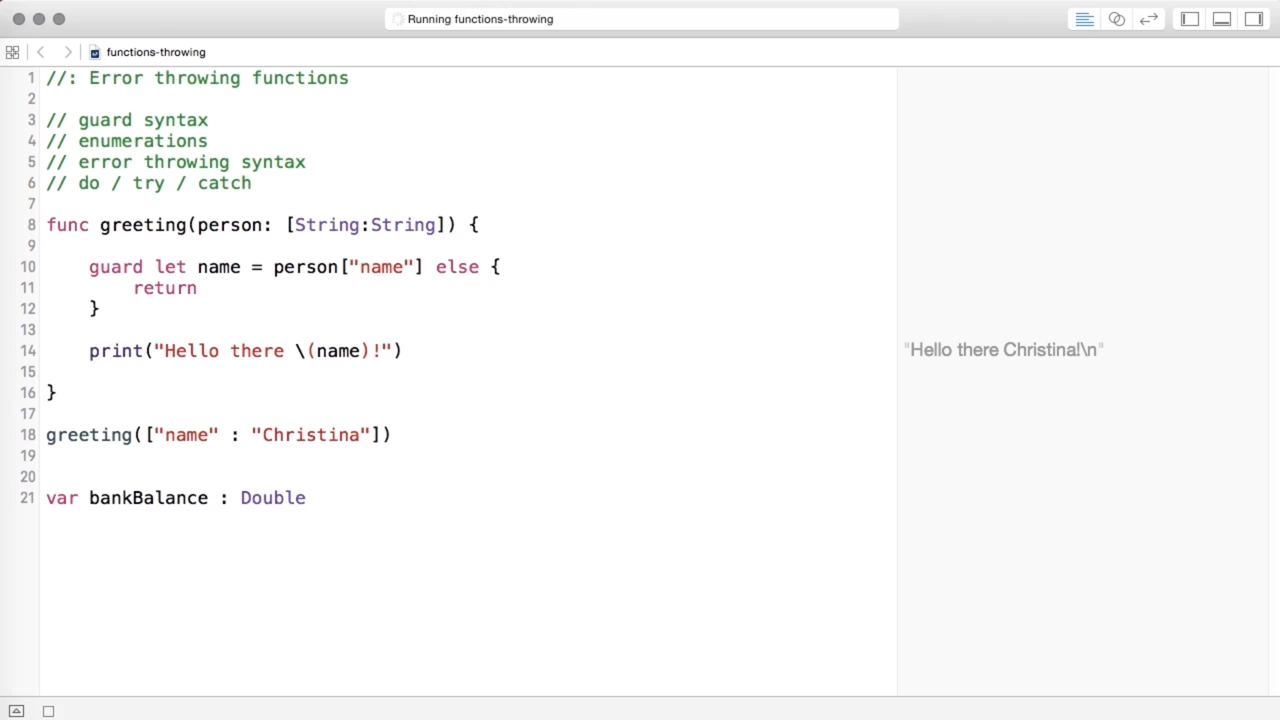 Running functions-throwing
functions-throwing
1 //: Error throwing functions
2
3 // guard syntax
4 // enumerations
5 // error throwing syntax
6 // do / try / catch
7
8 func greeting(person: [String:String]) {
9
10 guard let name = person["name"] else {
11 return
12 }
13
14 print("Hello there \(name)!")
"Hello there Christina!\n"
15
16 }
17
18 greeting(["name" : "Christina"])
19
20
21 var bankBalance : Double